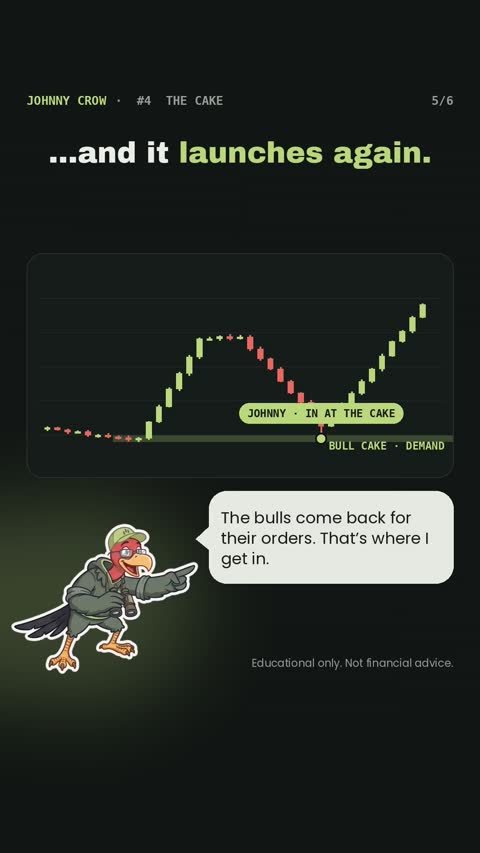 JOHNNY CROW · #4 THE CAKE 5/6
...and it launches again.
JOHNNY · IN AT THE CAKE
BULL CAKE · DEMAND
The bulls come back for
their orders. That’s where I
get in.
Educational only. Not financial advice.